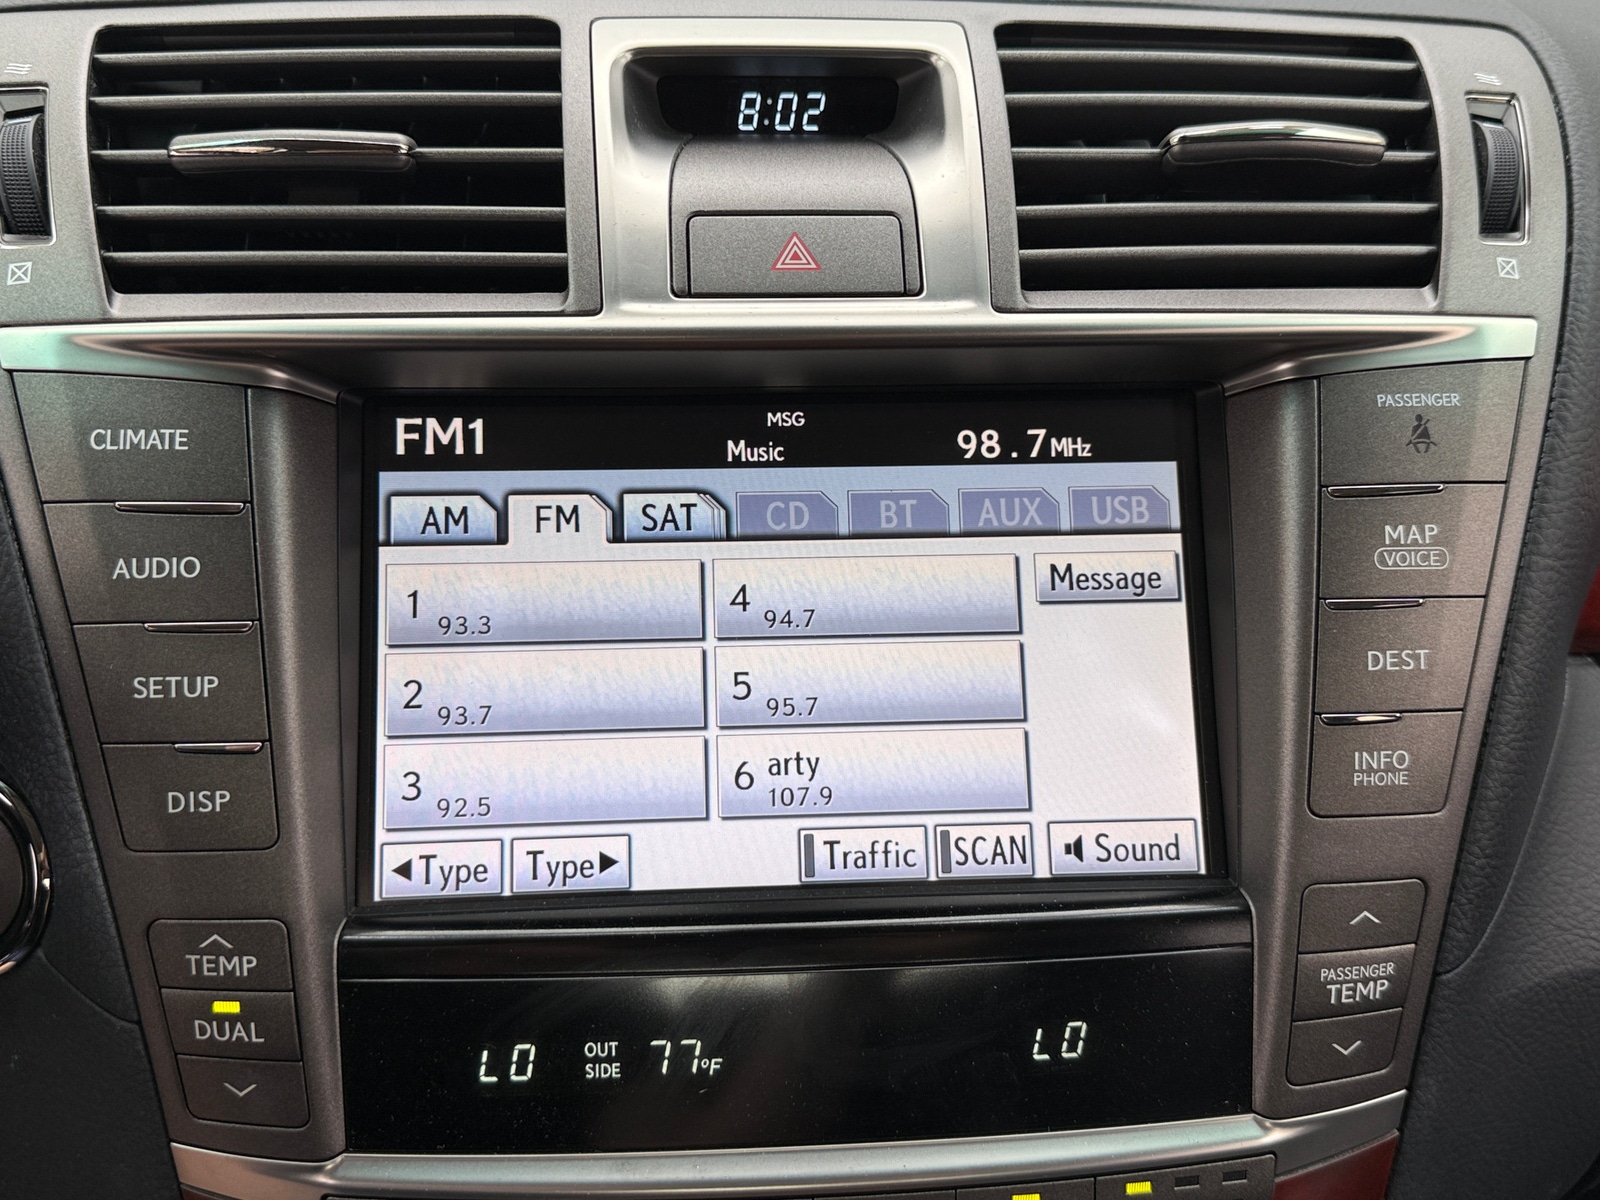 8:02
CLIMATE
AUDIO
SETUP
DISP
FM1
MSG
Music
98.7MHz
AM FM SAT CD BT AUX USB
1 93.3
4 94.7
Message
2 93.7
5 95.7
3 92.5
6 arty
107.9
◀Type Type▶ Traffic SCAN Sound
PASSENGER
MAP
VOICE
DEST
INFO
PHONE
TEMP
DUAL
LO OUT SIDE 77°F LO
PASSENGER
TEMP